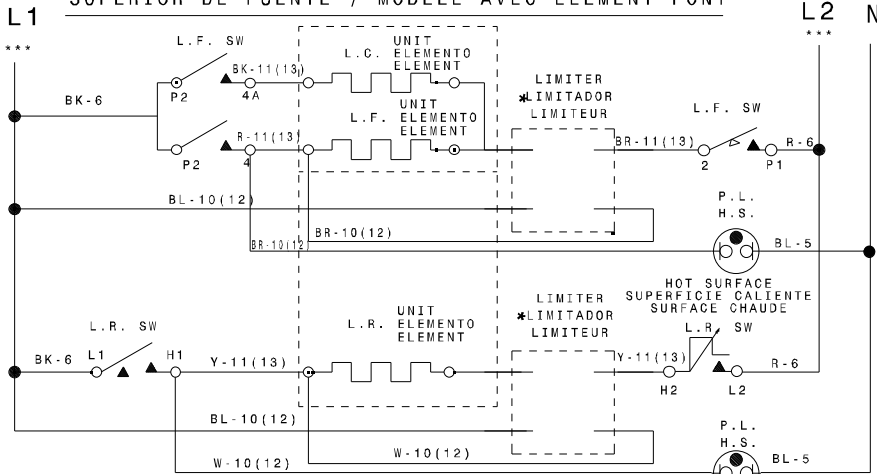 SUPERIOR DE PUENTE / MODÈLE AVEC ÉLÉMENT PONT
L1
***
L2
***
N
L.F. SW
BK-6
P2
BK-11(13)
4A
P2
R-11(13)
4
UNIT
L.C. ELEMENTO
ELEMENT
UNIT
L.F. ELEMENTO
ELEMENT
LIMITER
*LIMITADOR
LIMITEUR
L.F. SW
BR-11(13)
2
P1
R-6
BL-10(12)
BR-10(12)
BR-10(12)
P.L.
H.S.
BL-5
HOT SURFACE
SUPERFICIE CALIENTE
SURFACE CHAUDE
L.R. SW
BK-6
L1
H1
Y-11(13)
UNIT
L.R. ELEMENTO
ELEMENT
LIMITER
*LIMITADOR
LIMITEUR
L.R. SW
Y-11(13)
H2
L2
R-6
BL-10(12)
W-10(12)
W-10(12)
P.L.
H.S.
BL-5